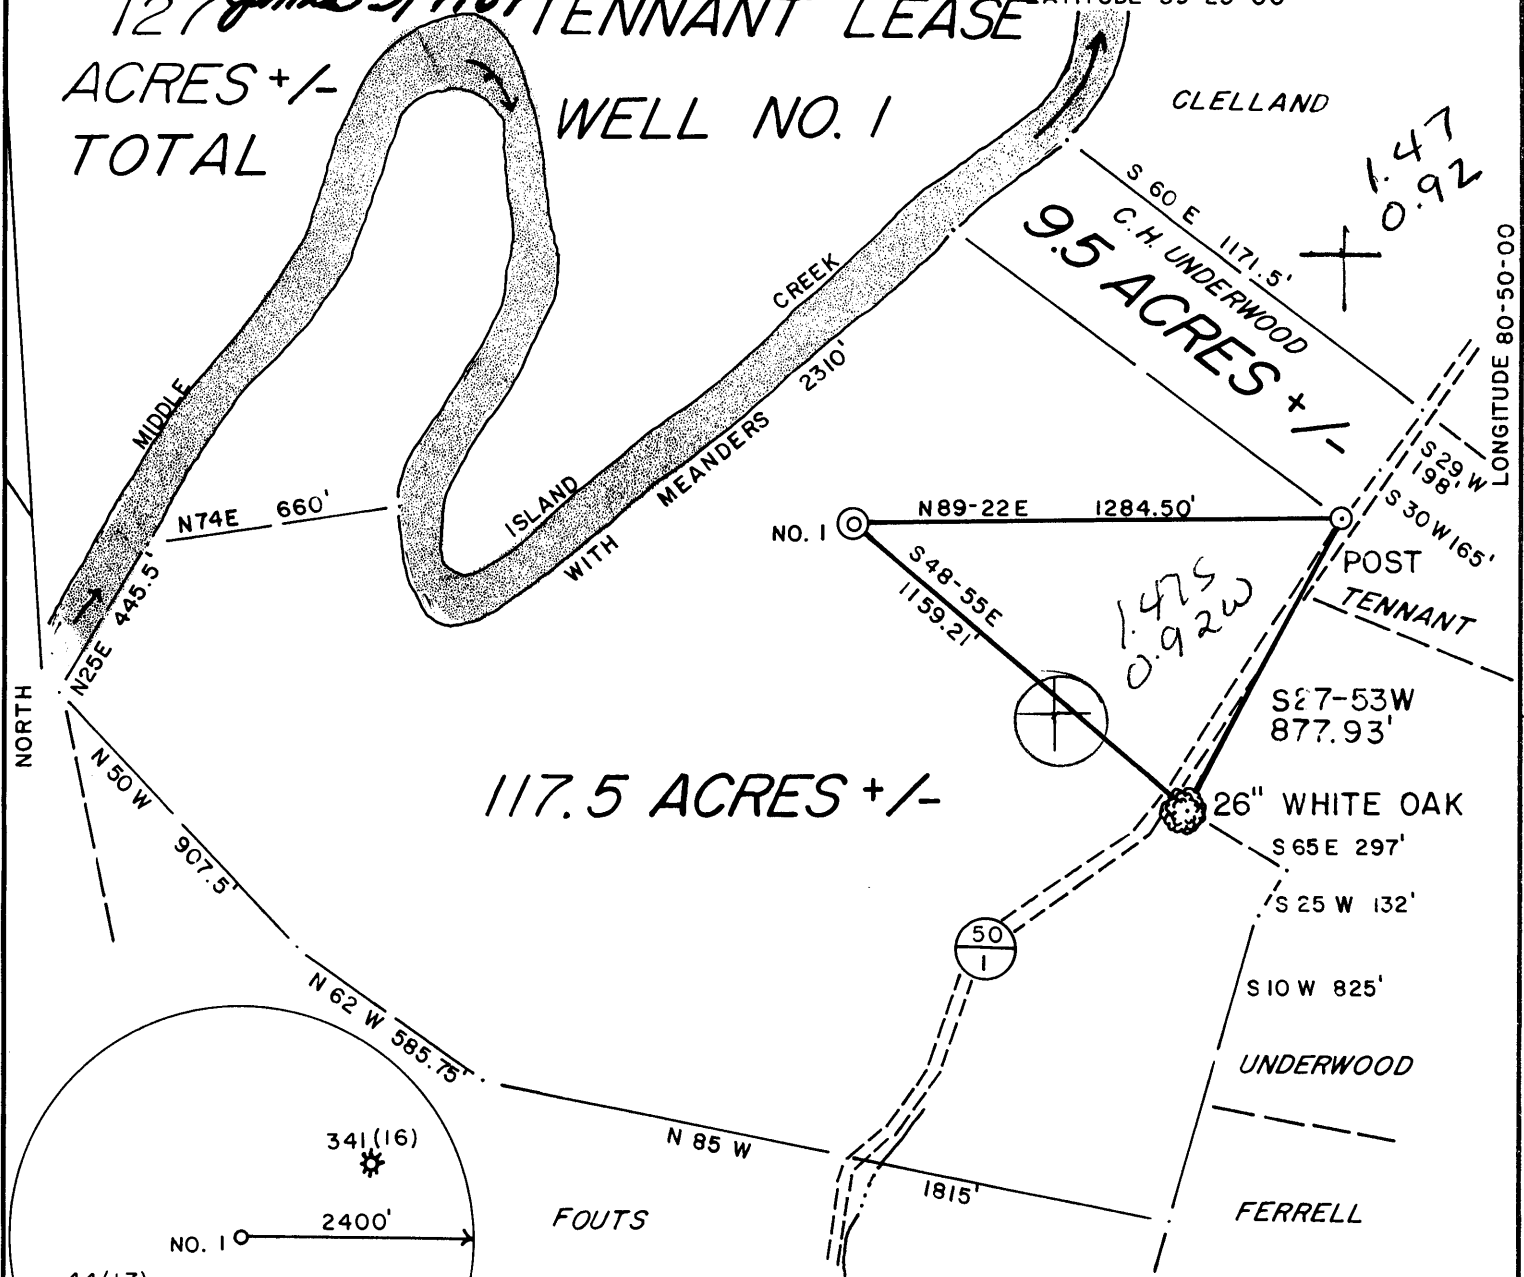 127
TENNANT LEASE
ACRES +/-
TOTAL
WELL NO. 1
CLELLAND
1.47
0.92
S 60 E 1171.5'
C.H. UNDERWOOD
9.5 ACRES +/-
LONGITUDE 80-50-00
MIDDLE
ISLAND
CREEK
WITH MEANDERS 2310'
N74E 660'
N25E 445.5'
NORTH
NO. 1
N89-22E 1284.50'
S48-55E
1159.21'
1.47S
0.92W
S29 W
198'
S 30 W 165'
POST
TENNANT
S27-53W
877.93'
117.5 ACRES +/-
26" WHITE OAK
S 65 E 297'
S 25 W 132'
S 10 W 825'
UNDERWOOD
N 50 W 907.5'
50
1
N 62 W 585.75'
N 85 W 1815'
341(16)
2400'
NO. 1
FOUTS
FERRELL